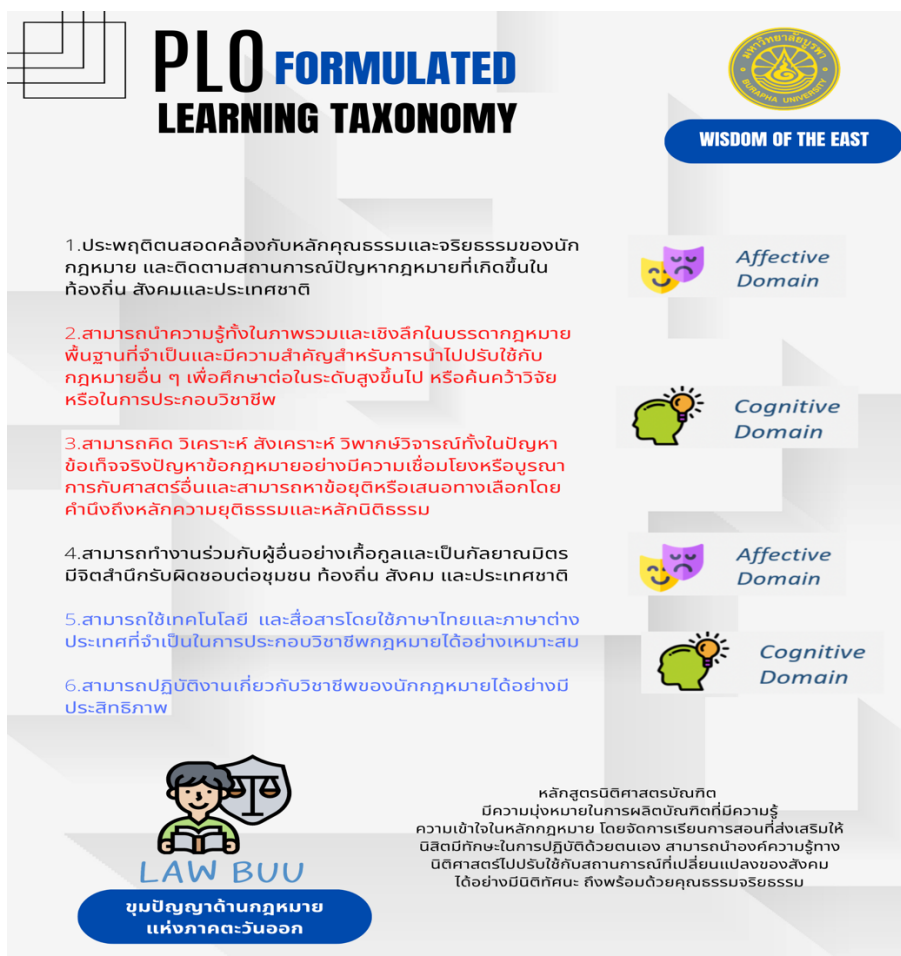 PLO FORMULATED
LEARNING TAXONOMY
มหาวิทยาลัยบูรพา
BURAPHA UNIVERSITY
WISDOM OF THE EAST
1.ประพฤติตนสอดคล้องกับหลักคุณธรรมและจริยธรรมของนัก
กฎหมาย และติดตามสถานการณ์ปัญหากฎหมายที่เกิดขึ้นใน
ท้องถิ่น สังคมและประเทศชาติ
Affective
Domain
2.สามารถนำความรู้ทั้งในภาพรวมและเชิงลึกในบรรดากฎหมาย
พื้นฐานที่จำเป็นและมีความสำคัญสำหรับการนำไปปรับใช้กับ
กฎหมายอื่น ๆ เพื่อศึกษาต่อในระดับสูงขึ้นไป หรือค้นคว้าวิจัย
หรือในการประกอบวิชาชีพ
Cognitive
Domain
3.สามารถคิด วิเคราะห์ สังเคราะห์ วิพากษ์วิจารณ์ทั้งในปัญหา
ข้อเท็จจริงปัญหาข้อกฎหมายอย่างมีความเชื่อมโยงหรือบูรณา
การกับศาสตร์อื่นและสามารถหาข้อยุติหรือเสนอทางเลือกโดย
คำนึงถึงหลักความยุติธรรมและหลักนิติธรรม
4.สามารถทำงานร่วมกับผู้อื่นอย่างเกื้อกูลและเป็นกัลยาณมิตร
มีจิตสำนึกรับผิดชอบต่อชุมชน ท้องถิ่น สังคม และประเทศชาติ
Affective
Domain
5.สามารถใช้เทคโนโลยี และสื่อสารโดยใช้ภาษาไทยและภาษาต่าง
ประเทศที่จำเป็นในการประกอบวิชาชีพกฎหมายได้อย่างเหมาะสม
Cognitive
Domain
6.สามารถปฏิบัติงานเกี่ยวกับวิชาชีพของนักกฎหมายได้อย่างมี
ประสิทธิภาพ
LAW BUU
ขุมปัญญาด้านกฎหมาย
แห่งภาคตะวันออก
หลักสูตรนิติศาสตรบัณฑิต
มีความมุ่งหมายในการผลิตบัณฑิตที่มีความรู้
ความเข้าใจในหลักกฎหมาย โดยจัดการเรียนการสอนที่ส่งเสริมให้
นิสิตมีทักษะในการปฏิบัติด้วยตนเอง สามารถนำองค์ความรู้ทาง
นิติศาสตร์ไปปรับใช้กับสถานการณ์ที่เปลี่ยนแปลงของสังคม
ได้อย่างมีนิติทัศนะ ถึงพร้อมด้วยคุณธรรมจริยธรรม